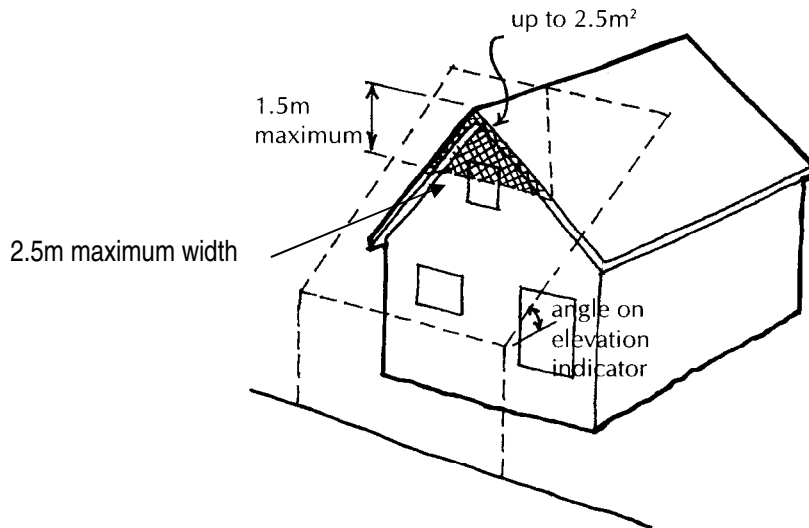 up to 2.5m²
1.5m
maximum
2.5m maximum width
angle on
elevation
indicator